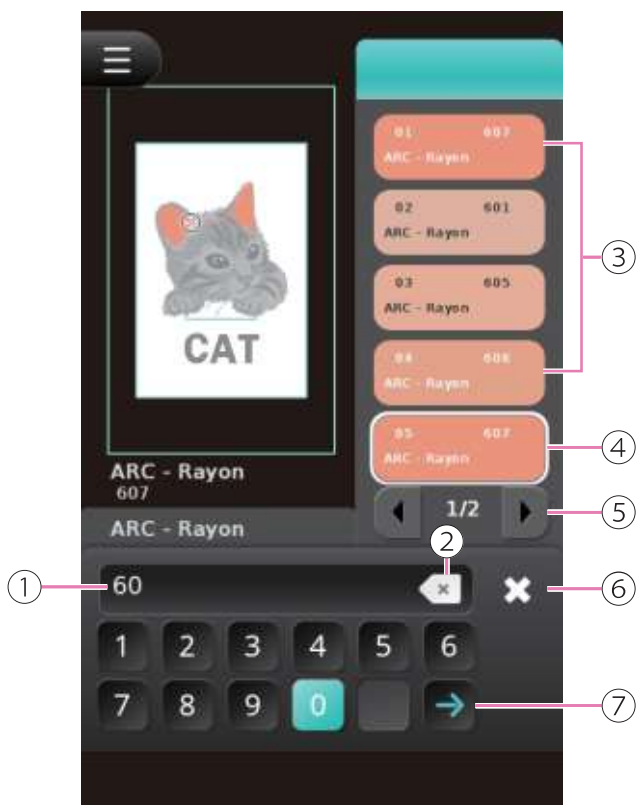 01 607
ARC - Rayon
02 601
ARC - Rayon
03 605
ARC - Rayon
04 606
ARC - Rayon
05 607
ARC - Rayon
③
④
⑤
CAT
ARC - Rayon
607
ARC - Rayon
1/2
②
① 60
⑥
1 2 3 4 5 6
7 8 9 0
⑦